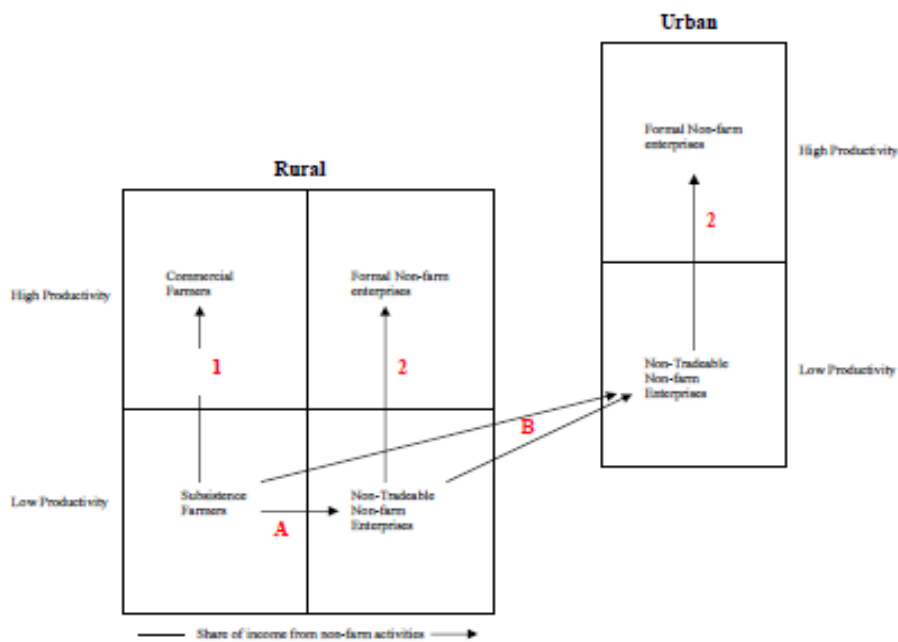 Urban
Formal Non-farm
enterprises
High Productivity
2
Rural
Commercial
Farmers
Formal Non-farm
enterprises
High Productivity
1
2
Non-Tradeable
Non-farm
Enterprises
Low Productivity
B
Subsistence
Farmers
Non-Tradeable
Non-farm
Enterprises
Low Productivity
A
Share of income from non-farm activities